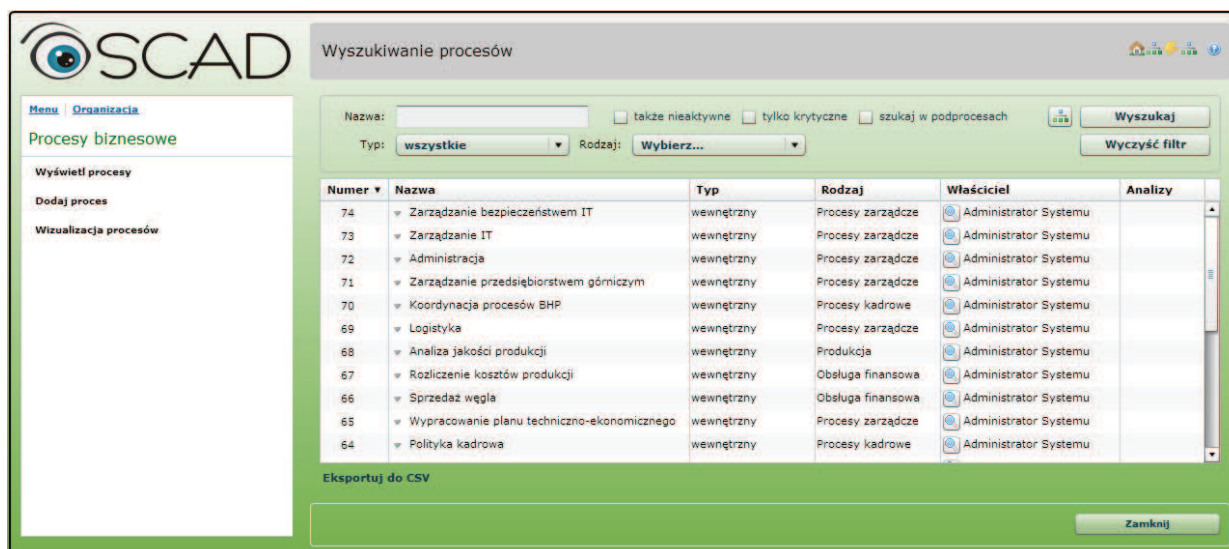 OSCAD
Wyszukiwanie procesów
Menu | Organizacja
Procesy biznesowe
Wyświetl procesy
Dodaj proces
Wizualizacja procesów
Nazwa: także nieaktywne tylko krytyczne szukaj w podprocesach Wyszukaj
Typ: wszystkie Rodzaj: Wybierz... Wyczyść filtr
Numer Nazwa Typ Rodzaj Właściciel Analizy
74 Zarządzanie bezpieczeństwem IT wewnętrzny Procesy zarządcze Administrator Systemu
73 Zarządzanie IT wewnętrzny Procesy zarządcze Administrator Systemu
72 Administracja wewnętrzny Procesy zarządcze Administrator Systemu
71 Zarządzanie przedsiębiorstwem górniczym wewnętrzny Procesy zarządcze Administrator Systemu
70 Koordynacja procesów BHP wewnętrzny Procesy kadrowe Administrator Systemu
69 Logistyka wewnętrzny Procesy zarządcze Administrator Systemu
68 Analiza jakości produkcji wewnętrzny Produkcja Administrator Systemu
67 Rozliczenie kosztów produkcji wewnętrzny Obsługa finansowa Administrator Systemu
66 Sprzedaż węgla wewnętrzny Obsługa finansowa Administrator Systemu
65 Wypracowanie planu techniczno-ekonomicznego wewnętrzny Procesy zarządcze Administrator Systemu
64 Polityka kadrowa wewnętrzny Procesy kadrowe Administrator Systemu
Eksportuj do CSV
Zamknij